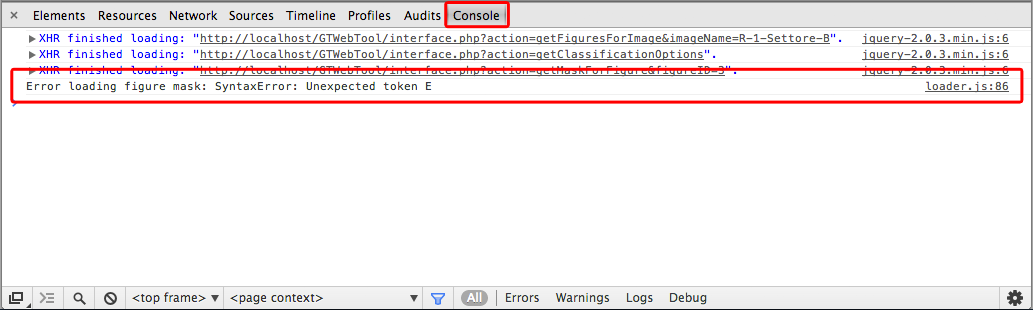 × Elements Resources Network Sources Timeline Profiles Audits Console
▶ XHR finished loading: "http://localhost/GTWebTool/interface.php?action=getFiguresForImage&imageName=R-1-Settore-B". jquery-2.0.3.min.js:6
▶ XHR finished loading: "http://localhost/GTWebTool/interface.php?action=getClassificationOptions". jquery-2.0.3.min.js:6
▶ XHR finished loading: "http://localhost/GTWebTool/interface.php?action=getMaskForFigure&figureID=3". jquery-2.0.3.min.js:6
Error loading figure mask: SyntaxError: Unexpected token E loader.js:86
<top frame> ▼ <page context> ▼ All Errors Warnings Logs Debug